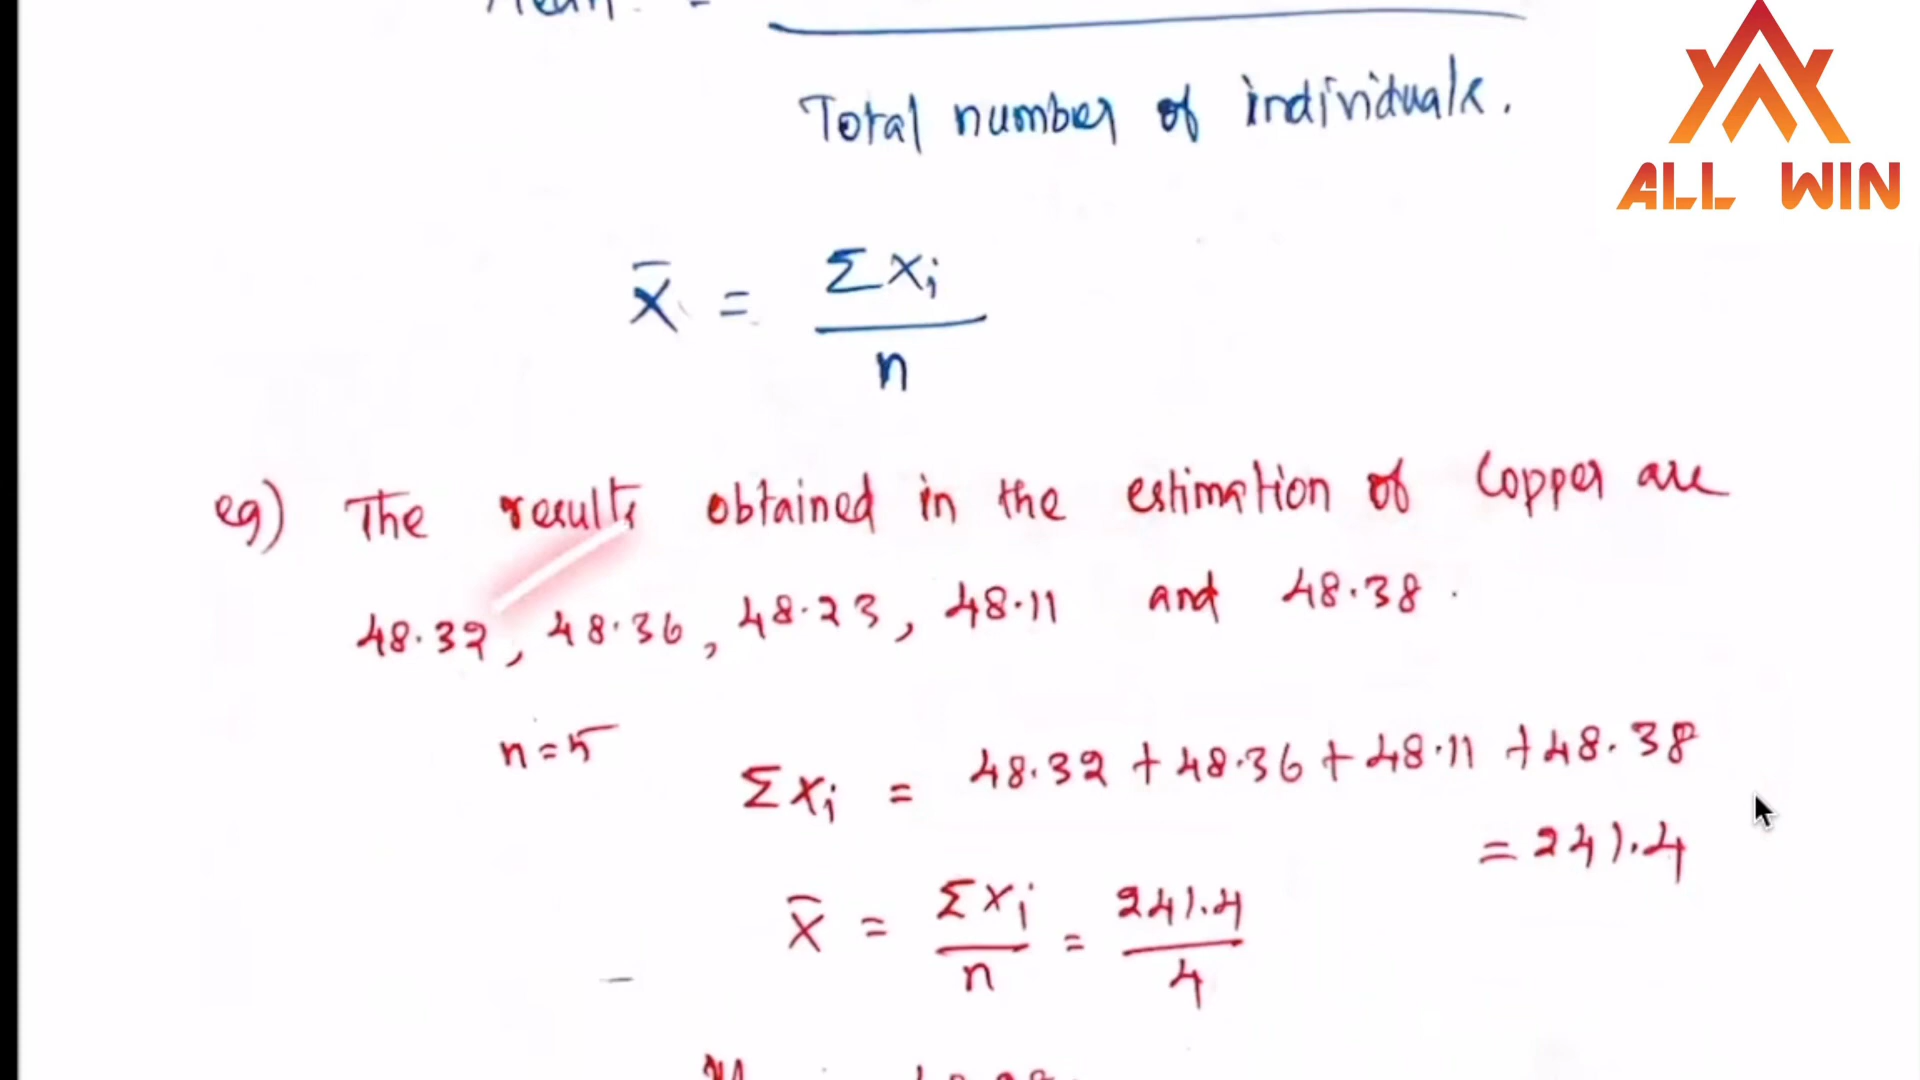 Mean =
Total number of individuals.
ALL WIN
x̄ = Σxi
n
eg) The results obtained in the estimation of Copper are
48.32, 48.36, 48.23, 48.11 and 48.38.
n=5
Σxi = 48.32 + 48.36 + 48.11 + 48.38
= 241.4
x̄ = Σxi / n = 241.4 / 4